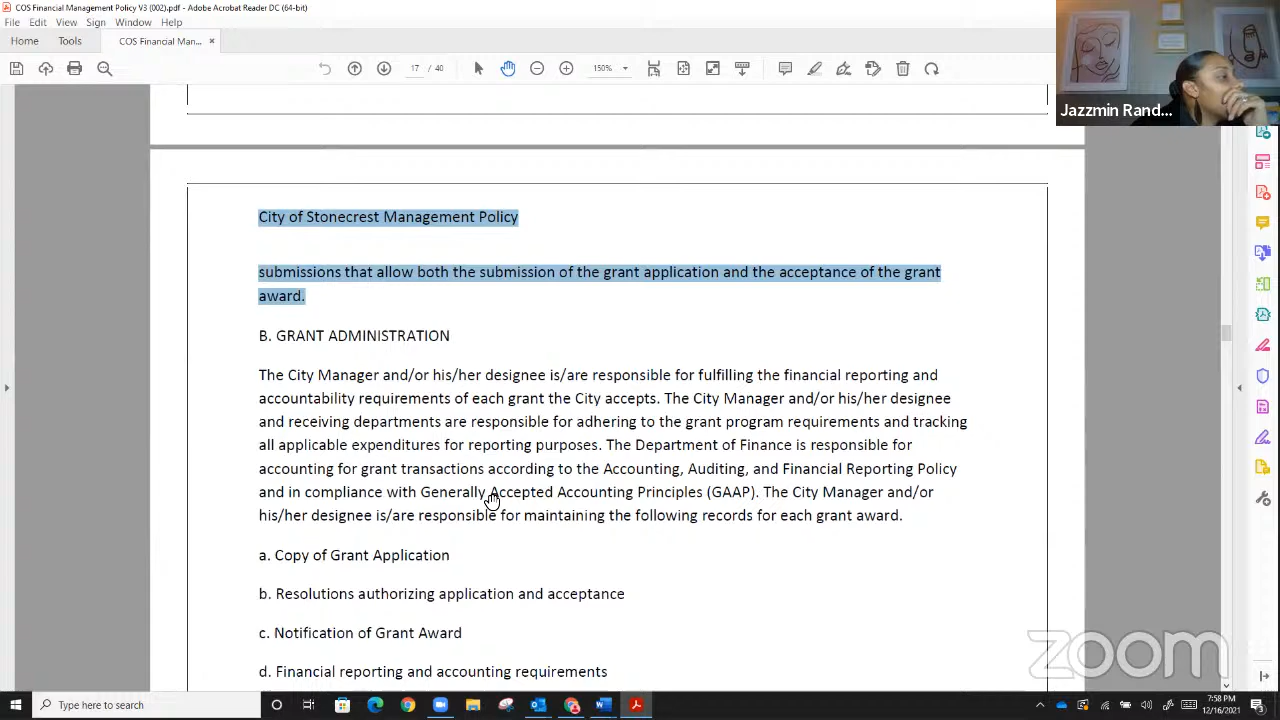 COS Financial Management Policy V3 (002).pdf - Adobe Acrobat Reader DC (64-bit)
File Edit View Sign Window Help
Home Tools COS Financial Man... ×
17 / 40 150%
Jazzmin Rand...
City of Stonecrest Management Policy
submissions that allow both the submission of the grant application and the acceptance of the grant
award.
B. GRANT ADMINISTRATION
The City Manager and/or his/her designee is/are responsible for fulfilling the financial reporting and
accountability requirements of each grant the City accepts. The City Manager and/or his/her designee
and receiving departments are responsible for adhering to the grant program requirements and tracking
all applicable expenditures for reporting purposes. The Department of Finance is responsible for
accounting for grant transactions according to the Accounting, Auditing, and Financial Reporting Policy
and in compliance with Generally Accepted Accounting Principles (GAAP). The City Manager and/or
his/her designee is/are responsible for maintaining the following records for each grant award.
a. Copy of Grant Application
b. Resolutions authorizing application and acceptance
c. Notification of Grant Award
d. Financial reporting and accounting requirements
zoom
Type here to search
7:58 PM
12/16/2021